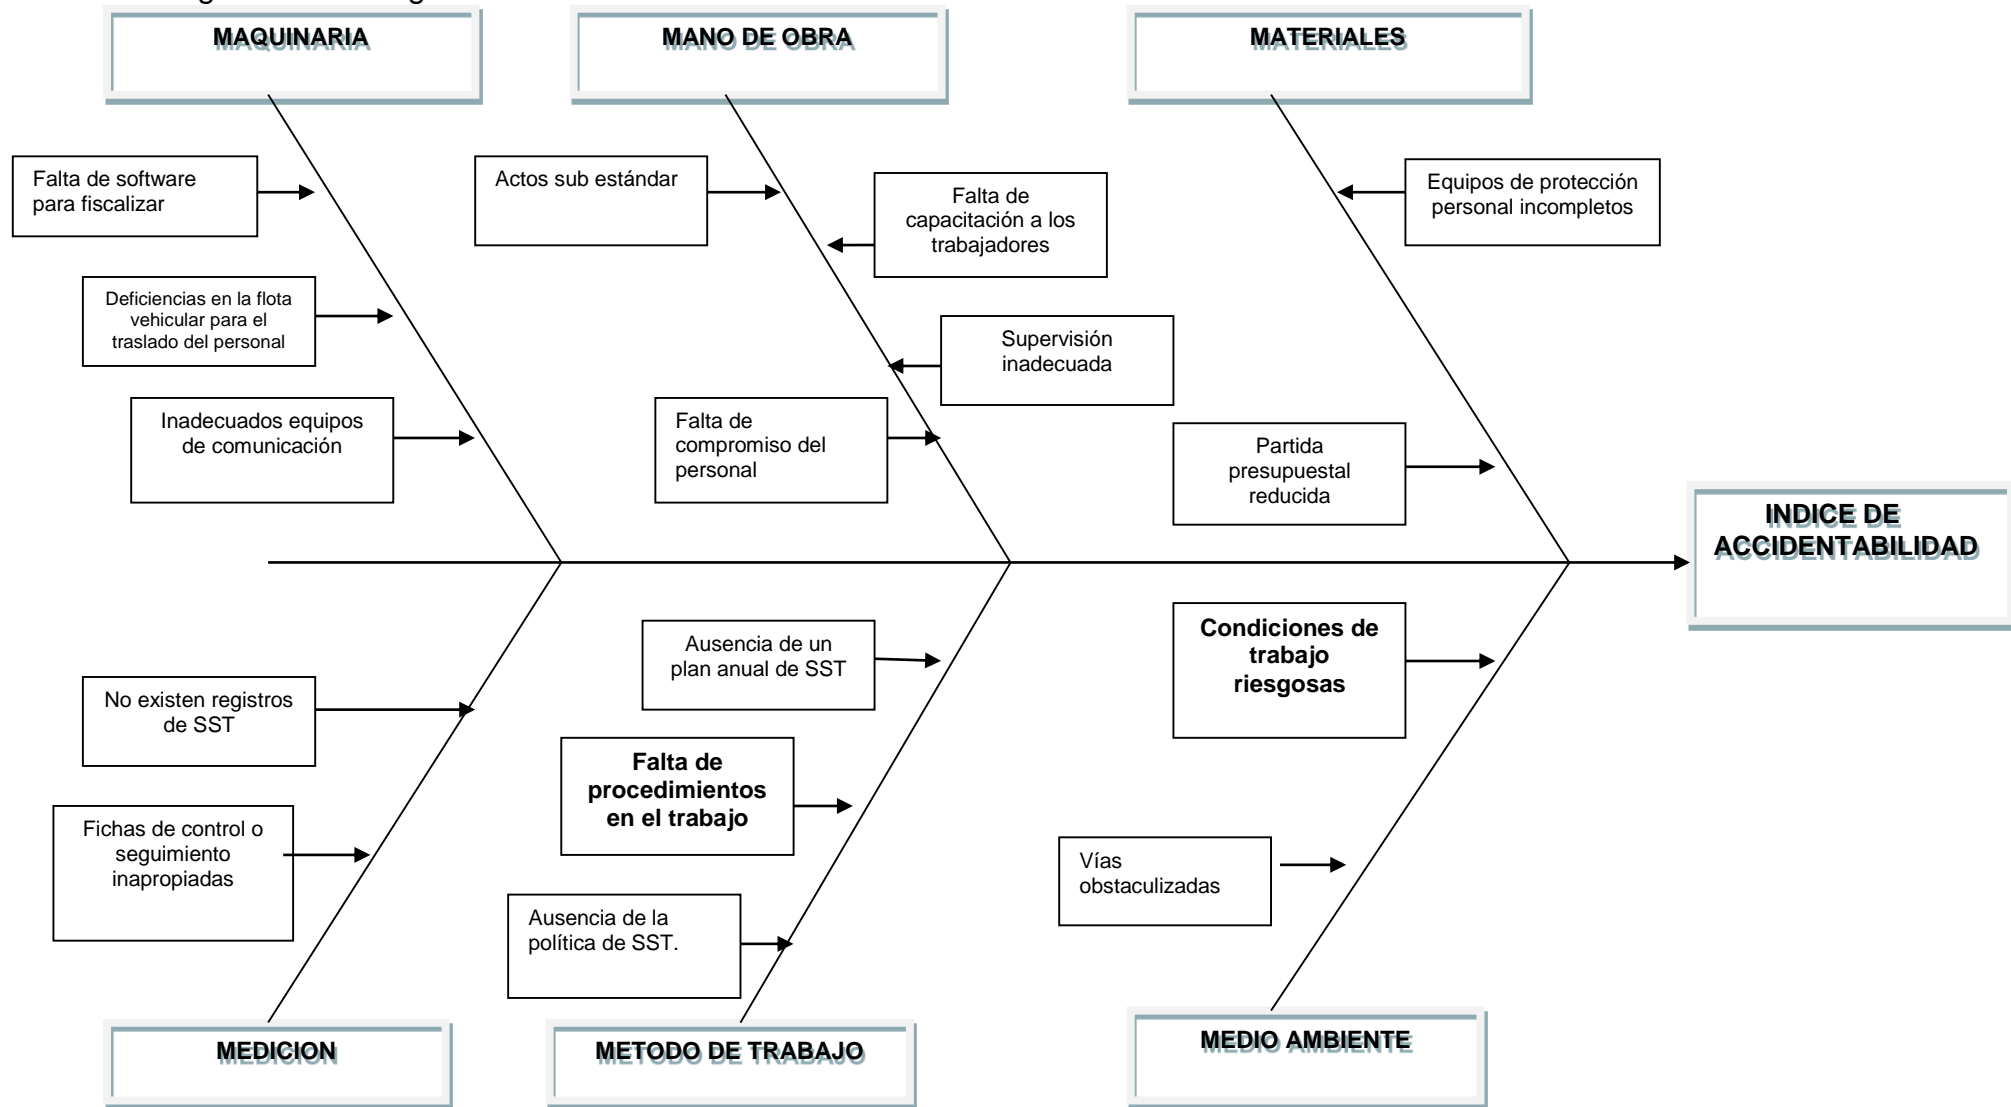 MAQUINARIA
MANO DE OBRA
MATERIALES
Falta de software
para fiscalizar
Actos sub estándar
Falta de
capacitación a los
trabajadores
Equipos de protección
personal incompletos
Deficiencias en la flota
vehicular para el
traslado del personal
Supervisión
inadecuada
Inadecuados equipos
de comunicación
Falta de
compromiso del
personal
Partida
presupuestal
reducida
INDICE DE
ACCIDENTABILIDAD
Ausencia de un
plan anual de SST
Condiciones de
trabajo
riesgosas
No existen registros
de SST
Falta de
procedimientos
en el trabajo
Fichas de control o
seguimiento
inapropiadas
Vías
obstaculizadas
Ausencia de la
política de SST.
MEDICION
METODO DE TRABAJO
MEDIO AMBIENTE